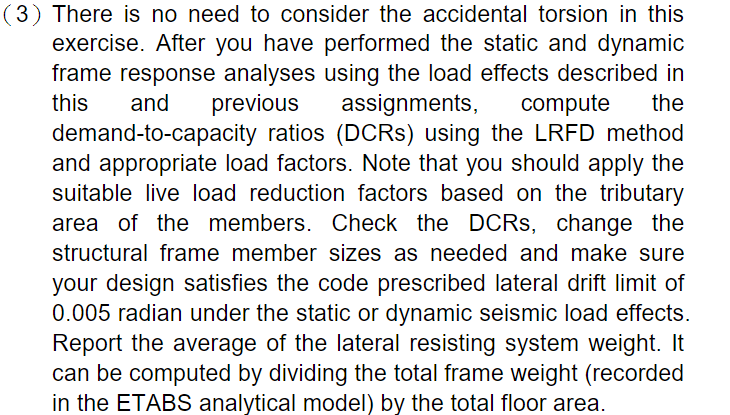 （3）There is no need to consider the accidental torsion in this
exercise. After you have performed the static and dynamic
frame response analyses using the load effects described in
this and previous assignments, compute the
demand-to-capacity ratios (DCRs) using the LRFD method
and appropriate load factors. Note that you should apply the
suitable live load reduction factors based on the tributary
area of the members. Check the DCRs, change the
structural frame member sizes as needed and make sure
your design satisfies the code prescribed lateral drift limit of
0.005 radian under the static or dynamic seismic load effects.
Report the average of the lateral resisting system weight. It
can be computed by dividing the total frame weight (recorded
in the ETABS analytical model) by the total floor area.